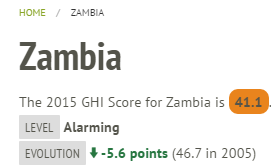 HOME / ZAMBIA
Zambia
The 2015 GHI Score for Zambia is 41.1.
LEVEL Alarming
EVOLUTION -5.6 points (46.7 in 2005)